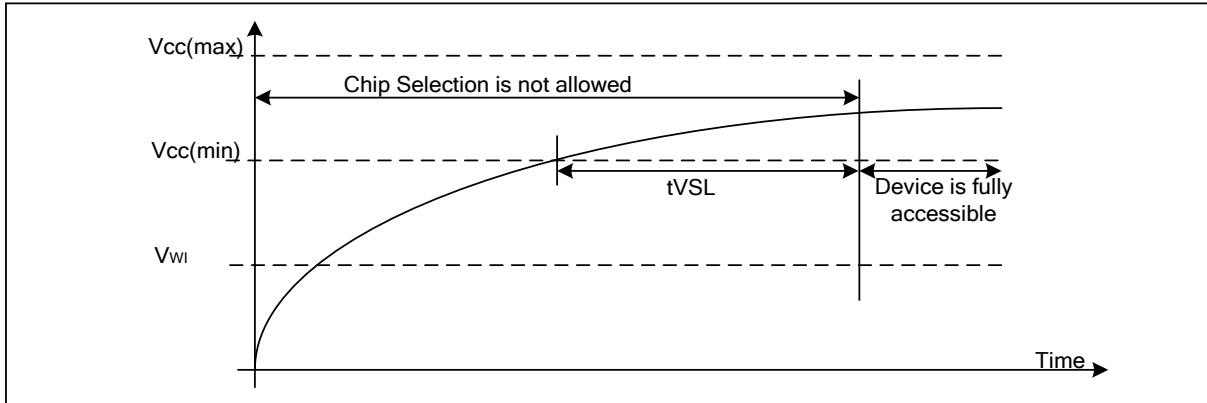 Vcc(max)
Chip Selection is not allowed
Vcc(min)
tVSL
Device is fully
accessible
VWI
Time